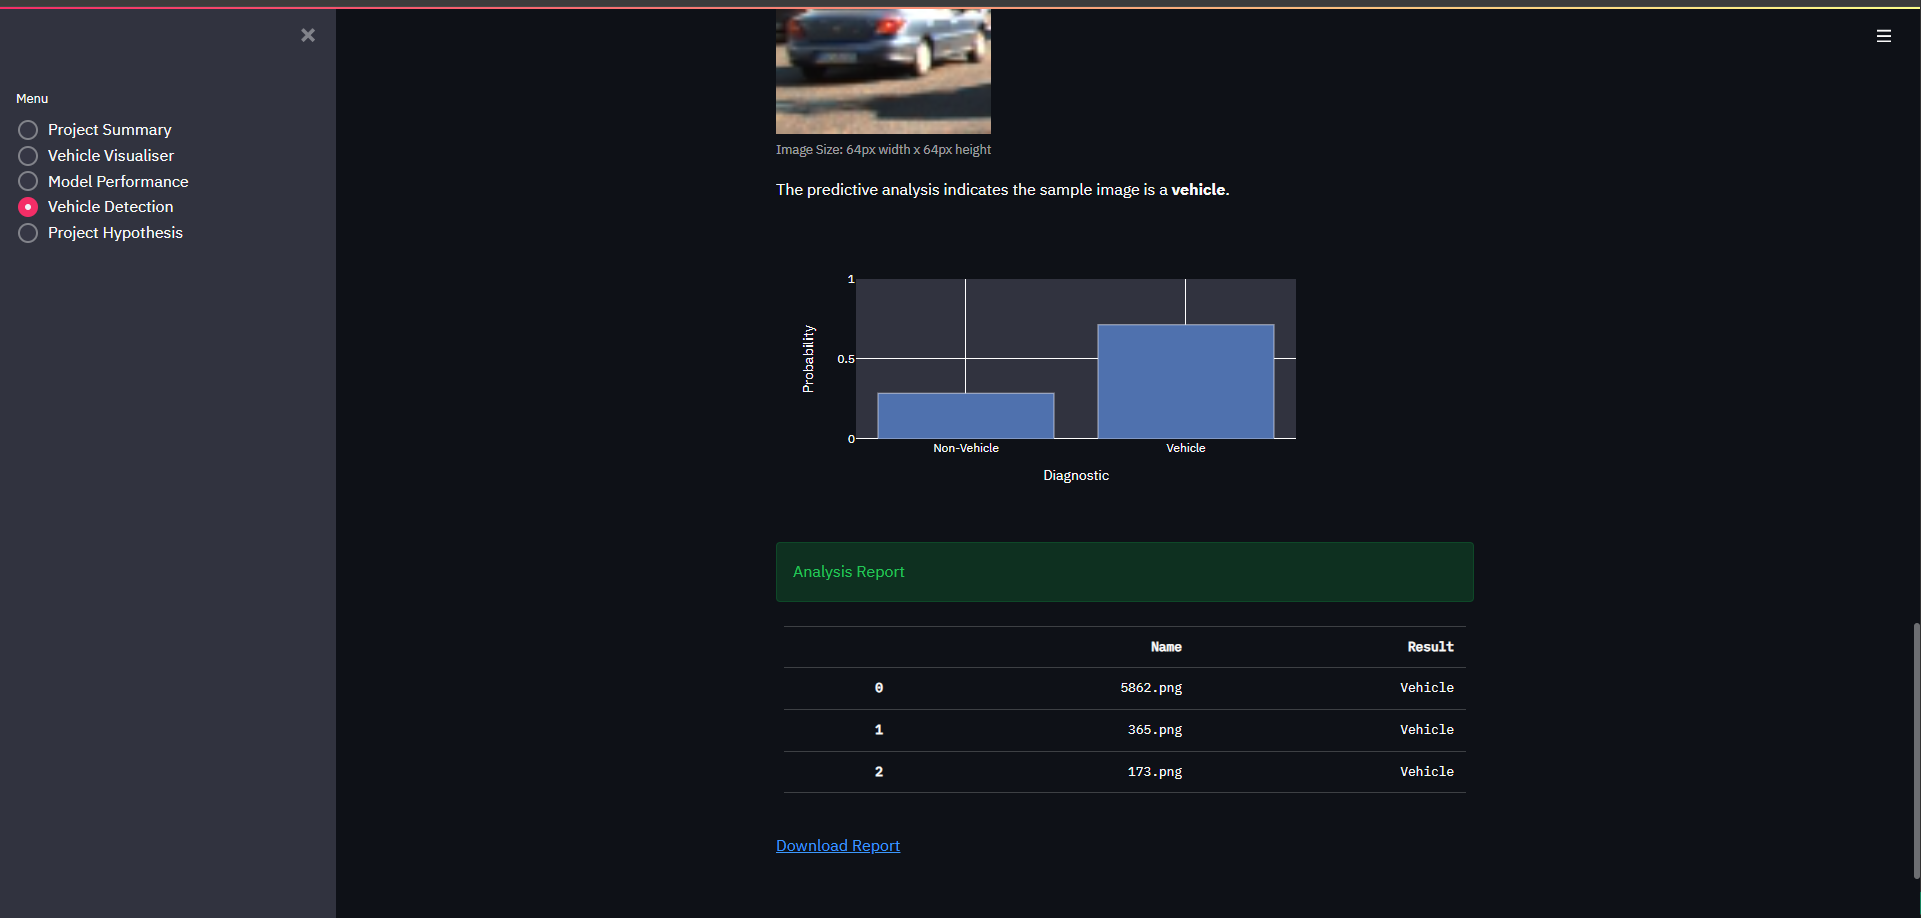 Menu
Project Summary
Vehicle Visualiser
Model Performance
Vehicle Detection
Project Hypothesis
Image Size: 64px width x 64px height
The predictive analysis indicates the sample image is a vehicle.
1
0.5
0
Probability
Non-Vehicle Vehicle
Diagnostic
Analysis Report
Name Result
0 5862.png Vehicle
1 365.png Vehicle
2 173.png Vehicle
Download Report